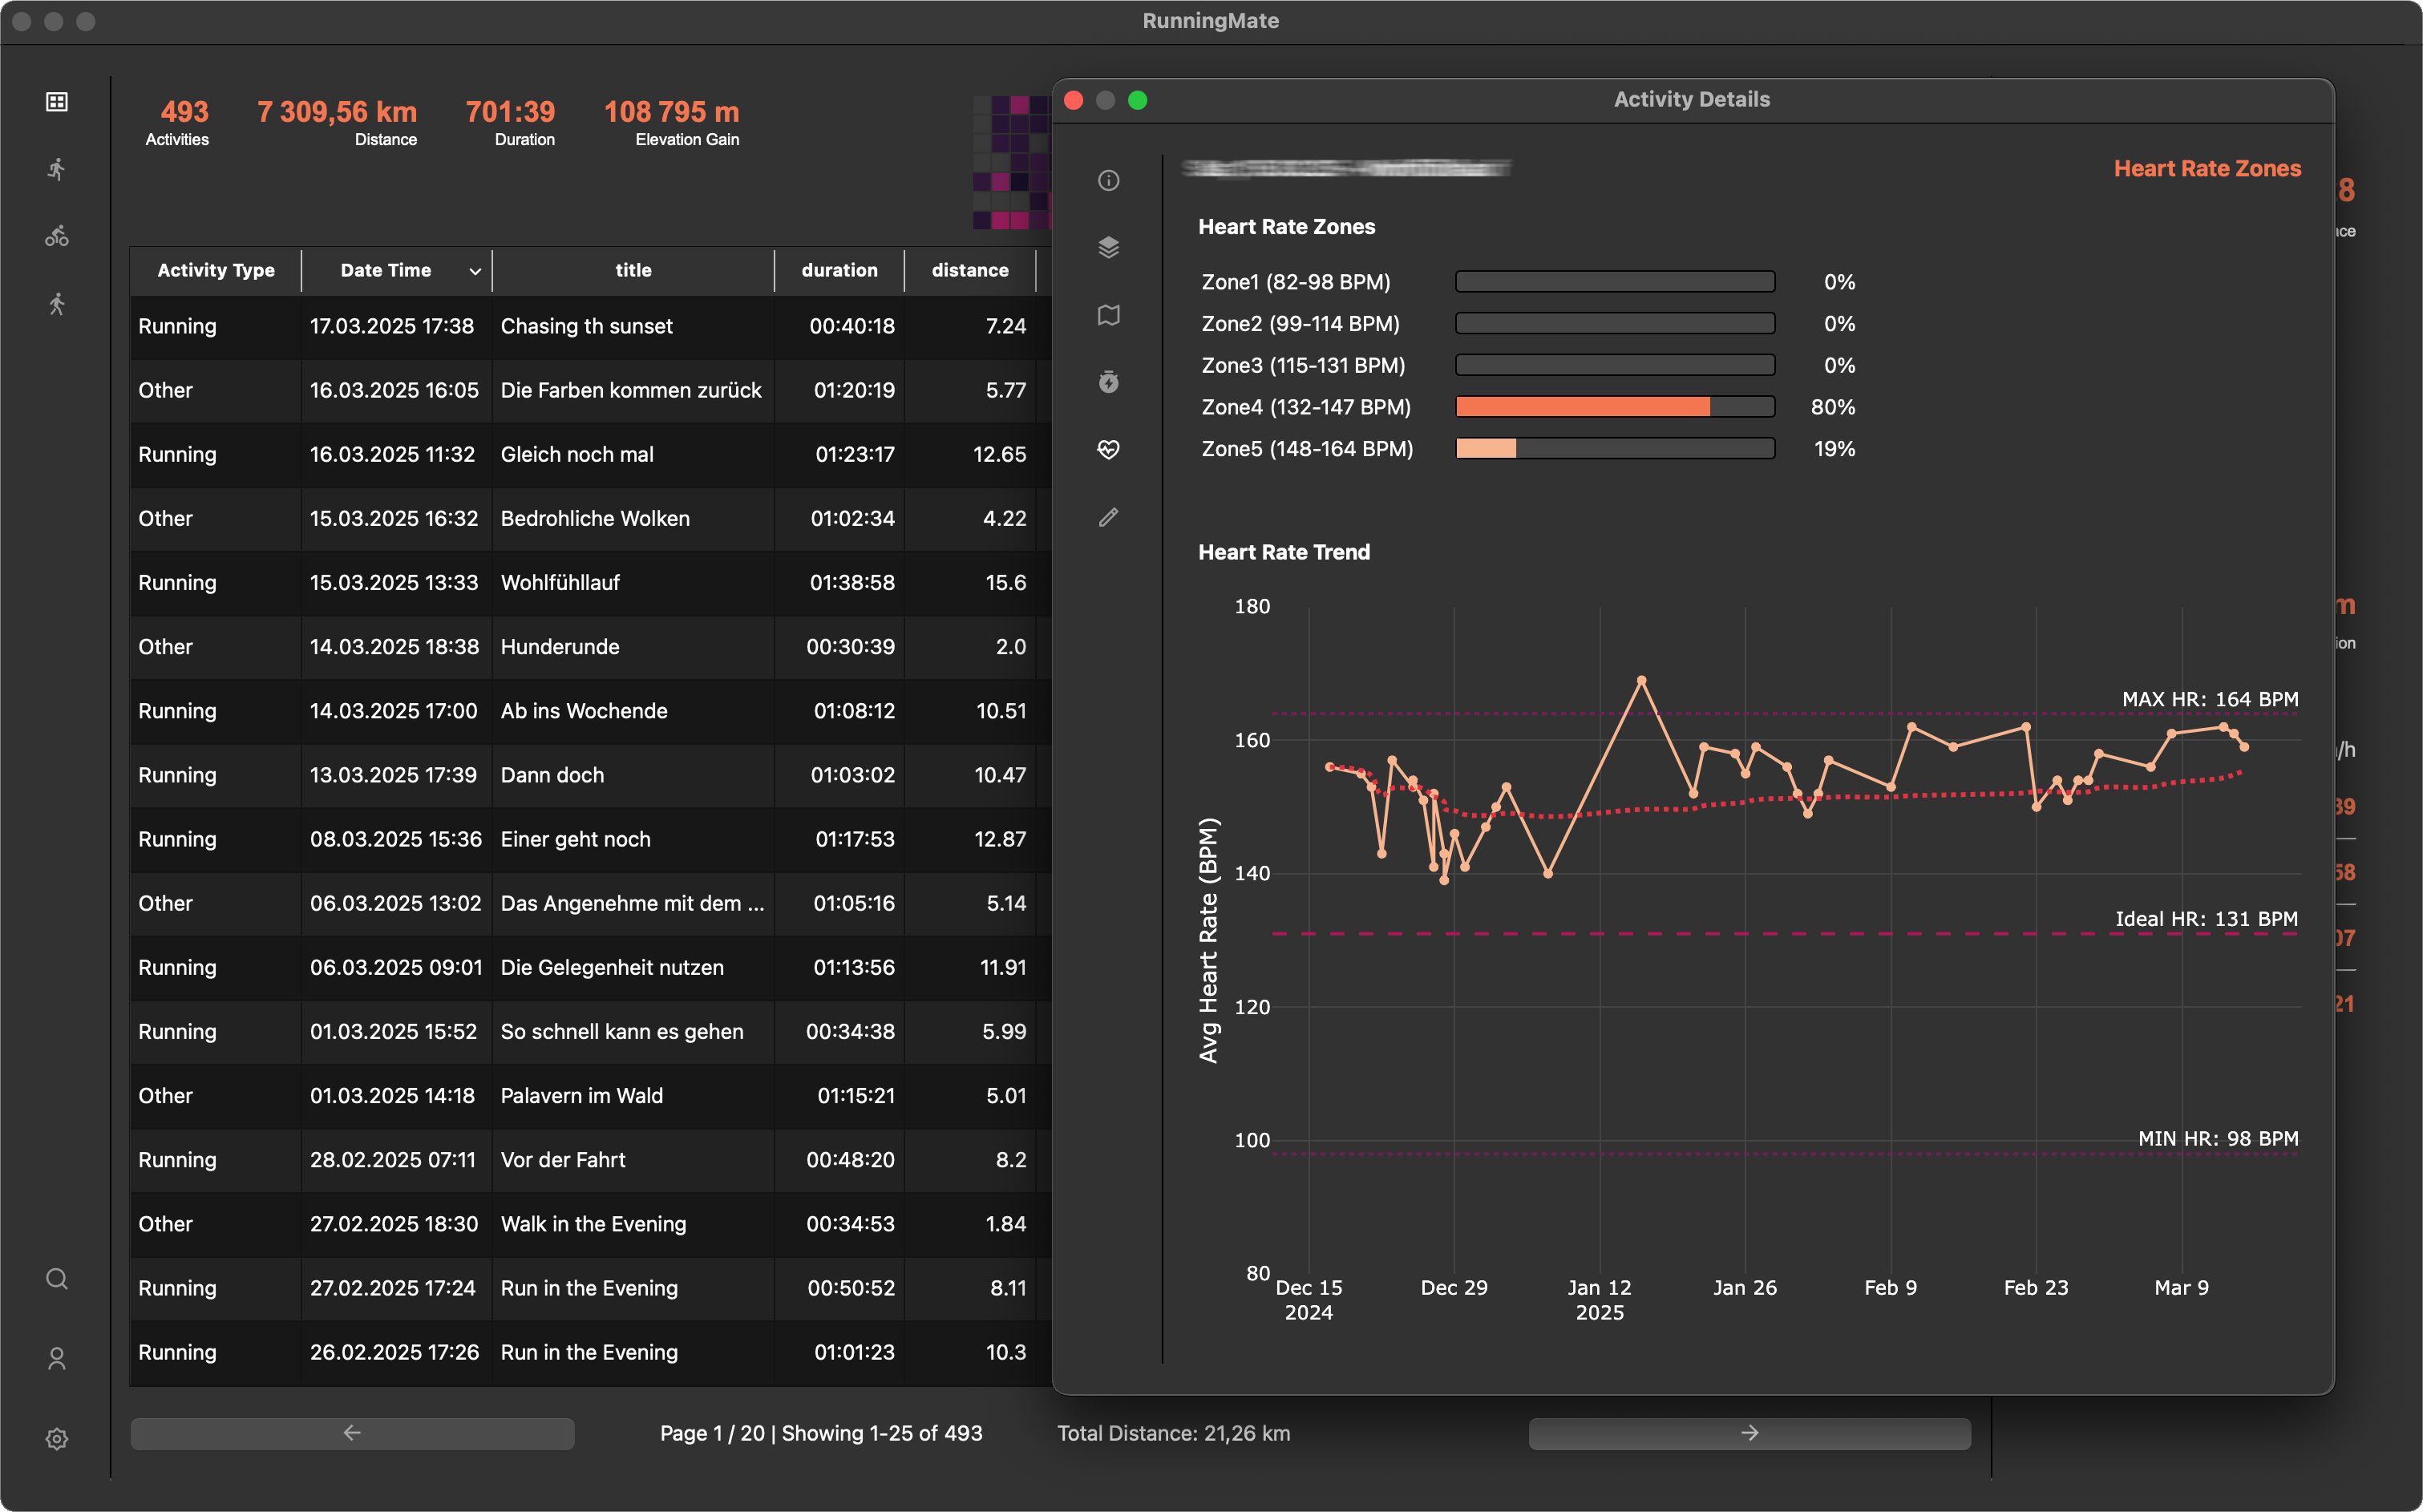 RunningMate
493 7 309,56 km 701:39 108 795 m
Activities Distance Duration Elevation Gain
Activity Type Date Time title duration distance
Running 17.03.2025 17:38 Chasing th sunset 00:40:18 7.24
Other 16.03.2025 16:05 Die Farben kommen zurück 01:20:19 5.77
Running 16.03.2025 11:32 Gleich noch mal 01:23:17 12.65
Other 15.03.2025 16:32 Bedrohliche Wolken 01:02:34 4.22
Running 15.03.2025 13:33 Wohlfühllauf 01:38:58 15.6
Other 14.03.2025 18:38 Hunderunde 00:30:39 2.0
Running 14.03.2025 17:00 Ab ins Wochende 01:08:12 10.51
Running 13.03.2025 17:39 Dann doch 01:03:02 10.47
Running 08.03.2025 15:36 Einer geht noch 01:17:53 12.87
Other 06.03.2025 13:02 Das Angenehme mit dem ... 01:05:16 5.14
Running 06.03.2025 09:01 Die Gelegenheit nutzen 01:13:56 11.91
Running 01.03.2025 15:52 So schnell kann es gehen 00:34:38 5.99
Other 01.03.2025 14:18 Palavern im Wald 01:15:21 5.01
Running 28.02.2025 07:11 Vor der Fahrt 00:48:20 8.2
Other 27.02.2025 18:30 Walk in the Evening 00:34:53 1.84
Running 27.02.2025 17:24 Run in the Evening 00:50:52 8.11
Running 26.02.2025 17:26 Run in the Evening 01:01:23 10.3
Page 1 / 20 | Showing 1-25 of 493
Total Distance: 21,26 km
Activity Details
Heart Rate Zones
Heart Rate Zones
Zone1 (82-98 BPM) 0%
Zone2 (99-114 BPM) 0%
Zone3 (115-131 BPM) 0%
Zone4 (132-147 BPM) 80%
Zone5 (148-164 BPM) 19%
Heart Rate Trend
180
160
140
120
100
80
Avg Heart Rate (BPM)
MAX HR: 164 BPM
Ideal HR: 131 BPM
MIN HR: 98 BPM
Dec 15 Dec 29 Jan 12 Jan 26 Feb 9 Feb 23 Mar 9
2024 2025